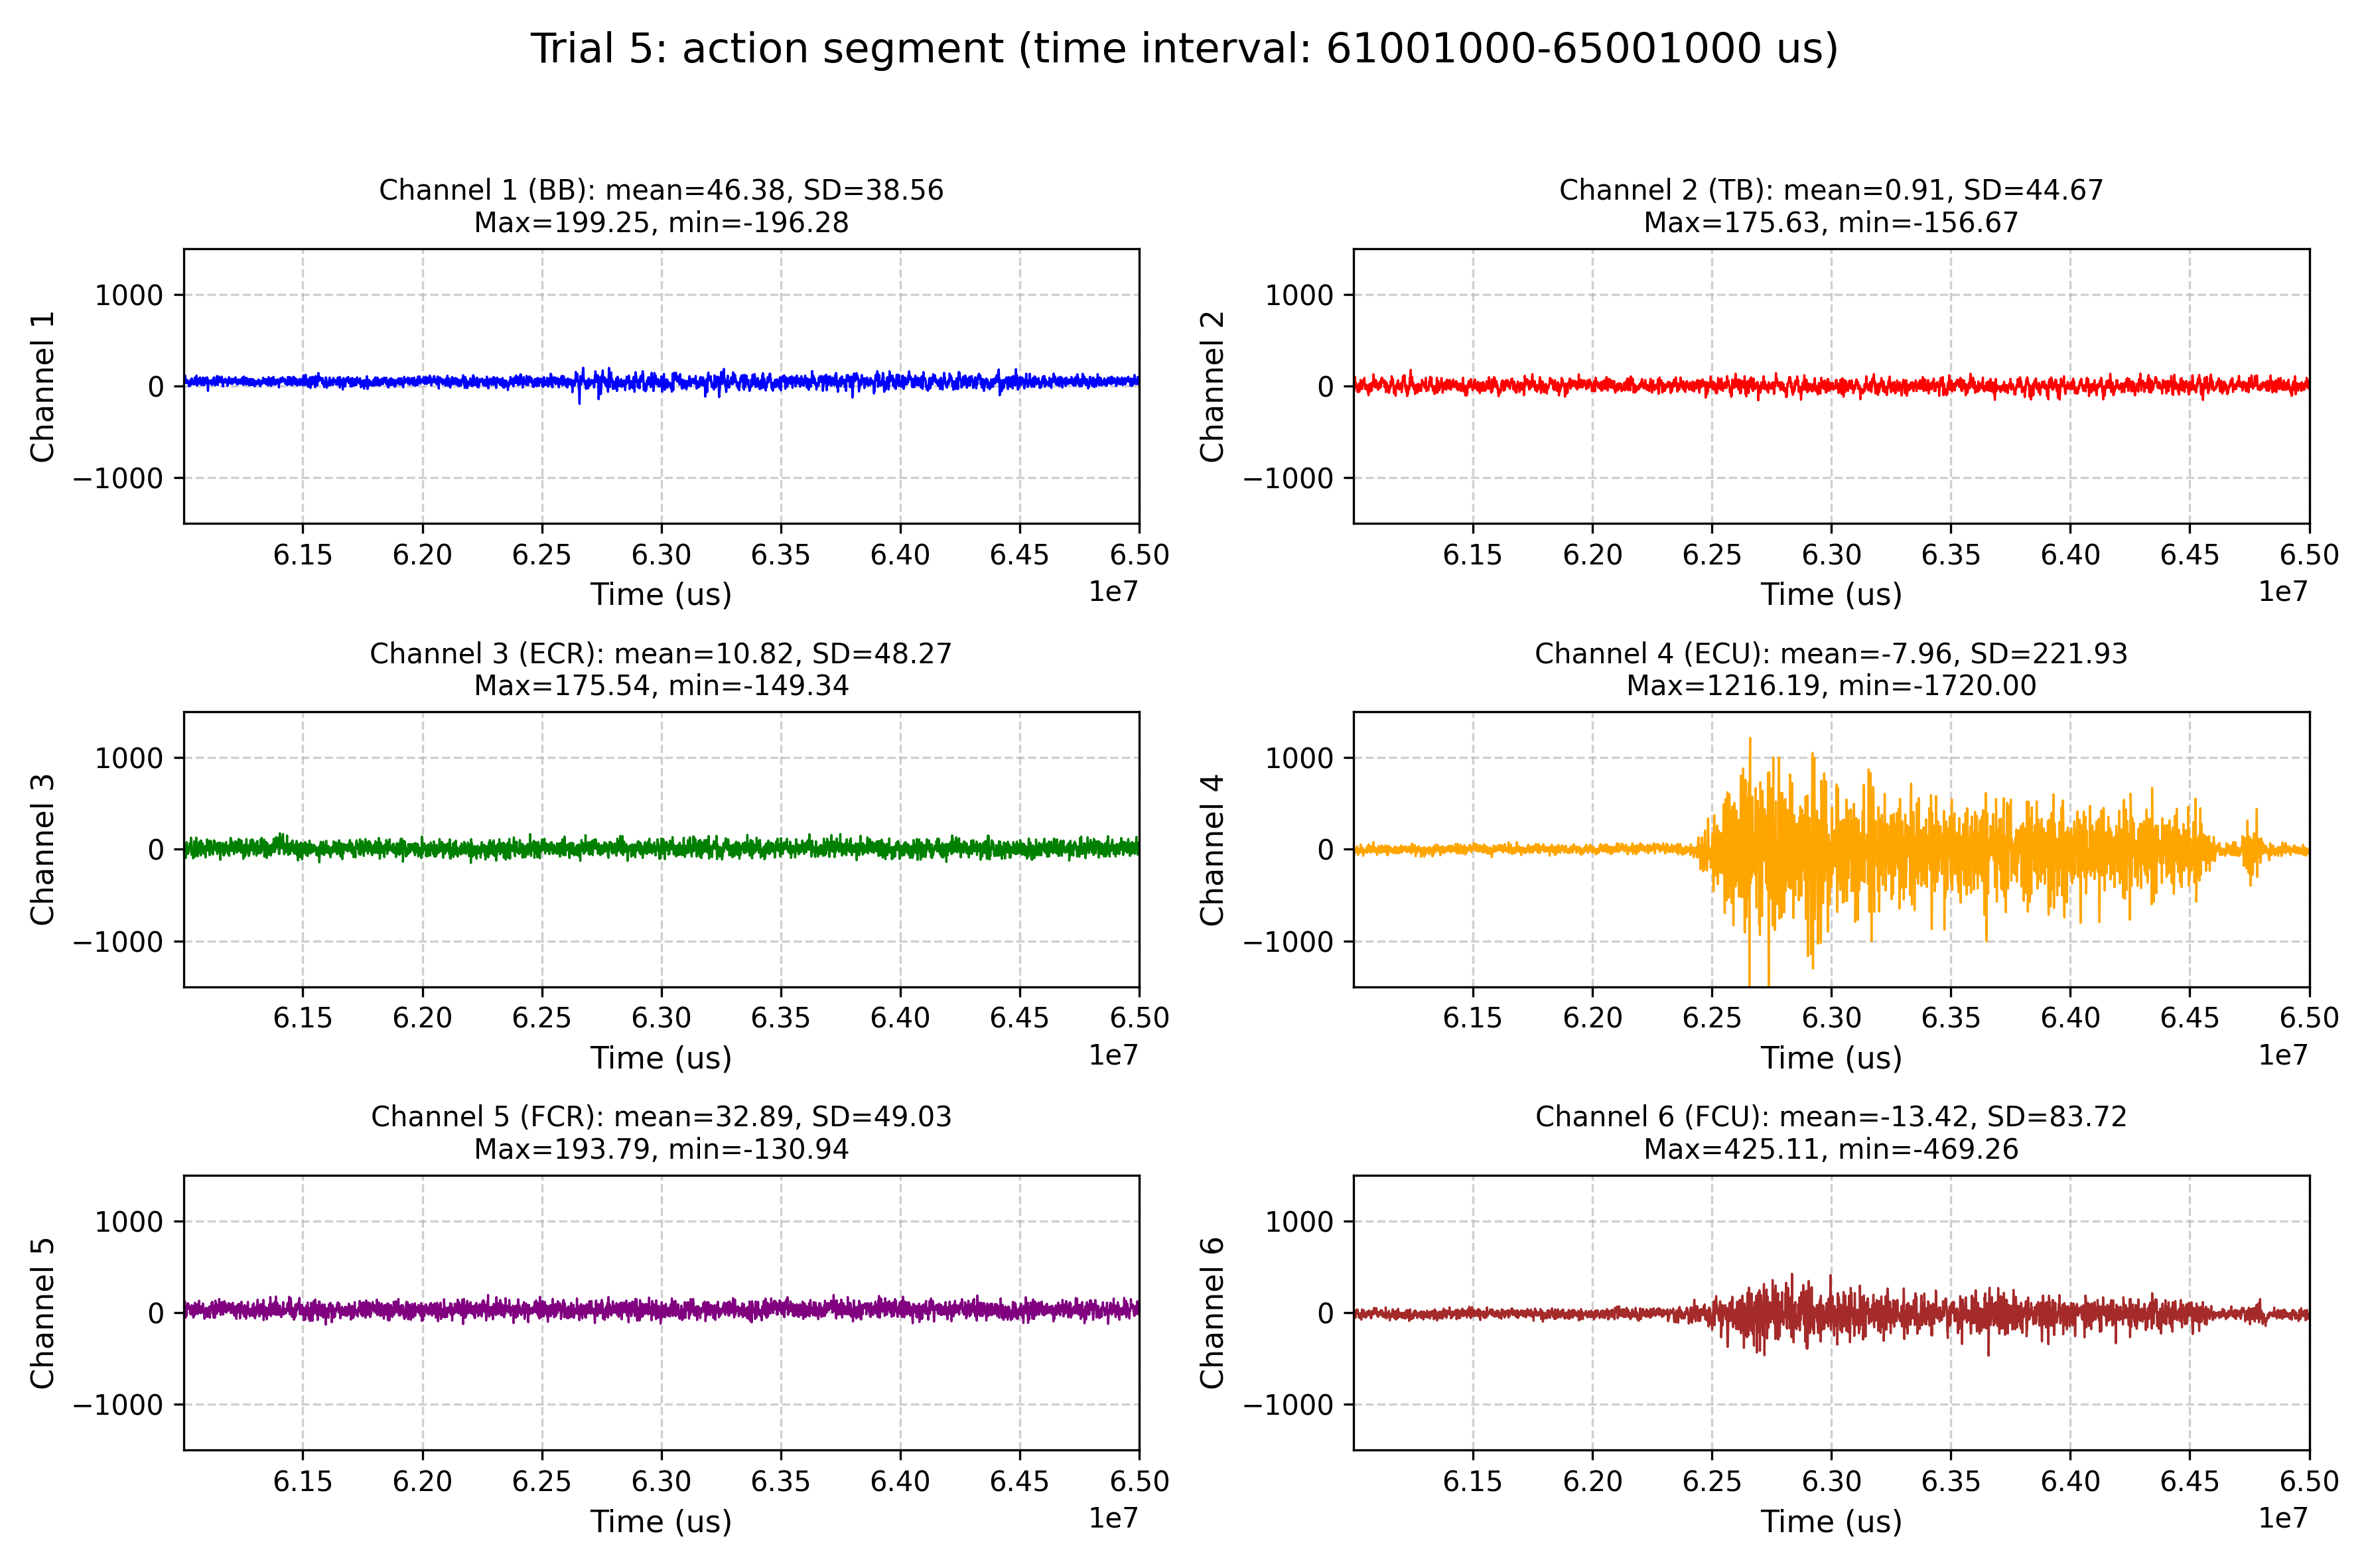 Trial 5: action segment (time interval: 61001000-65001000 us)
Channel 1 (BB): mean=46.38, SD=38.56
Max=199.25, min=-196.28
Channel 1
1000
0
−1000
6.15 6.20 6.25 6.30 6.35 6.40 6.45 6.50
Time (us)
1e7
Channel 2 (TB): mean=0.91, SD=44.67
Max=175.63, min=-156.67
Channel 2
1000
0
−1000
6.15 6.20 6.25 6.30 6.35 6.40 6.45 6.50
Time (us)
1e7
Channel 3 (ECR): mean=10.82, SD=48.27
Max=175.54, min=-149.34
Channel 3
1000
0
−1000
6.15 6.20 6.25 6.30 6.35 6.40 6.45 6.50
Time (us)
1e7
Channel 4 (ECU): mean=-7.96, SD=221.93
Max=1216.19, min=-1720.00
Channel 4
1000
0
−1000
6.15 6.20 6.25 6.30 6.35 6.40 6.45 6.50
Time (us)
1e7
Channel 5 (FCR): mean=32.89, SD=49.03
Max=193.79, min=-130.94
Channel 5
1000
0
−1000
6.15 6.20 6.25 6.30 6.35 6.40 6.45 6.50
Time (us)
1e7
Channel 6 (FCU): mean=-13.42, SD=83.72
Max=425.11, min=-469.26
Channel 6
1000
0
−1000
6.15 6.20 6.25 6.30 6.35 6.40 6.45 6.50
Time (us)
1e7